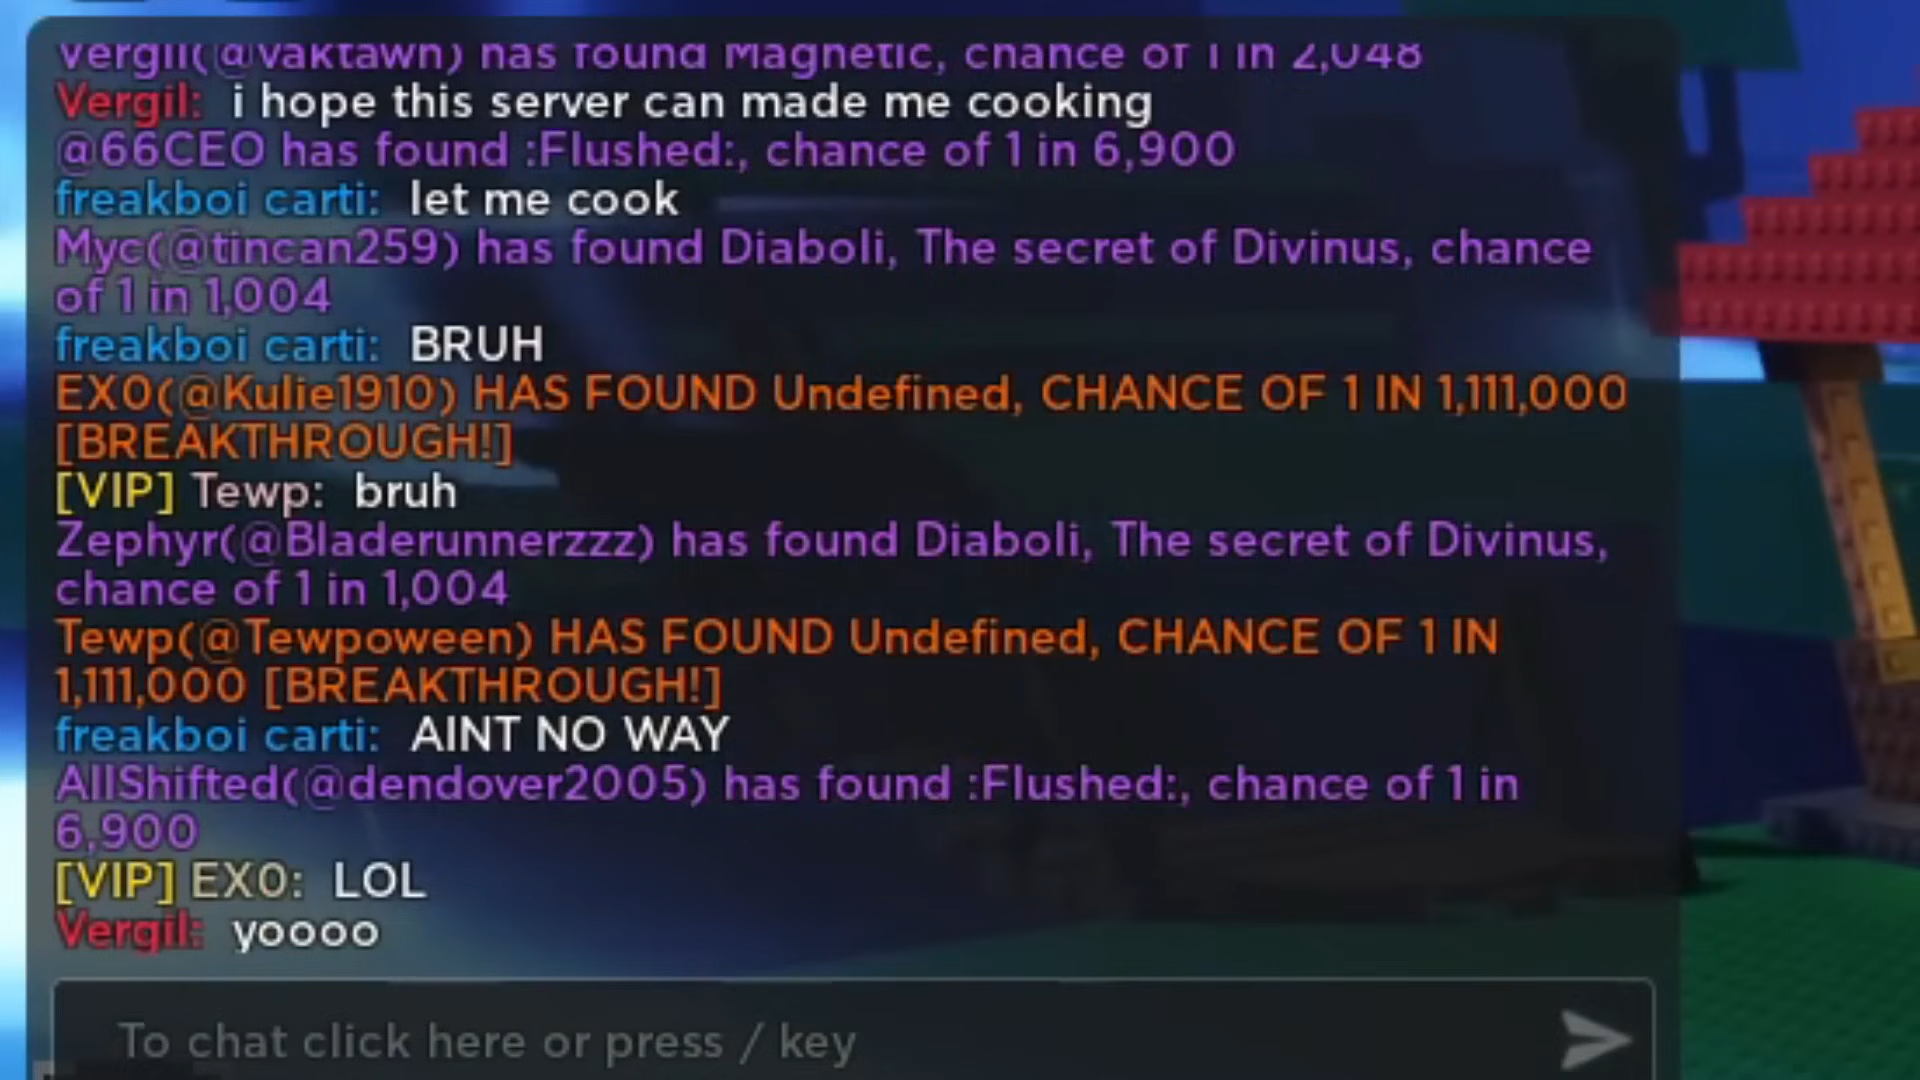 Vergil(@vaktawn) has found Magnetic, chance of 1 in 2,048
Vergil: i hope this server can made me cooking
@66CEO has found :Flushed:, chance of 1 in 6,900
freakboi carti: let me cook
Myc(@tincan259) has found Diaboli, The secret of Divinus, chance
of 1 in 1,004
freakboi carti: BRUH
EX0(@Kulie1910) HAS FOUND Undefined, CHANCE OF 1 IN 1,111,000
[BREAKTHROUGH!]
[VIP] Tewp: bruh
Zephyr(@Bladerunnerzzz) has found Diaboli, The secret of Divinus,
chance of 1 in 1,004
Tewp(@Tewpoween) HAS FOUND Undefined, CHANCE OF 1 IN
1,111,000 [BREAKTHROUGH!]
freakboi carti: AINT NO WAY
AllShifted(@dendover2005) has found :Flushed:, chance of 1 in
6,900
[VIP] EX0: LOL
Vergil: yoooo
To chat click here or press / key